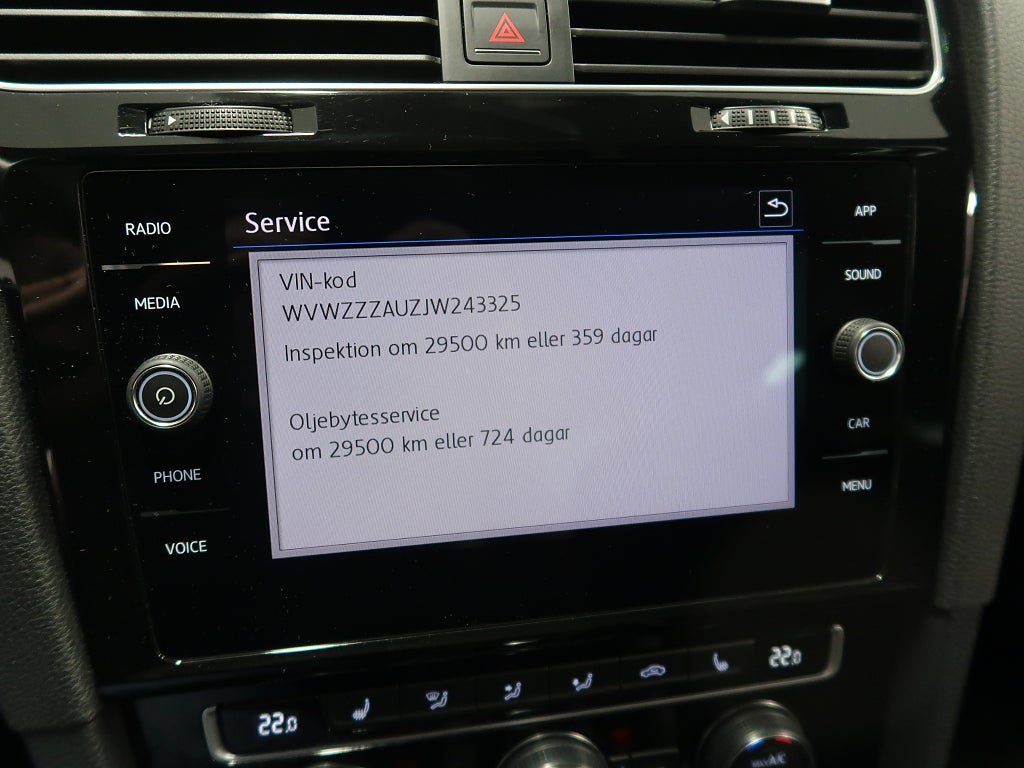 RADIO
Service
APP
MEDIA
VIN-kod
WVWZZZAUZJW243325
SOUND
Inspektion om 29500 km eller 359 dagar
Oljebytesservice
om 29500 km eller 724 dagar
CAR
PHONE
MENU
VOICE
22.0
22.0
MAX A/C